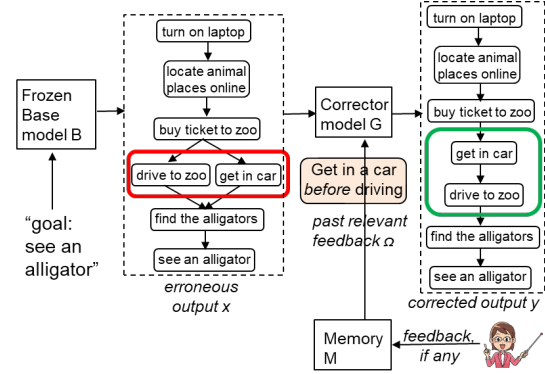 Frozen
Base
model B
"goal:
see an
alligator"
turn on laptop
locate animal
places online
buy ticket to zoo
drive to zoo
get in car
find the alligators
see an alligator
erroneous
output x
Corrector
model G
Get in a car
before driving
past relevant
feedback Ω
Memory
M
feedback,
if any
turn on laptop
locate animal
places online
buy ticket to zoo
get in car
drive to zoo
find the alligators
see an alligator
corrected output y